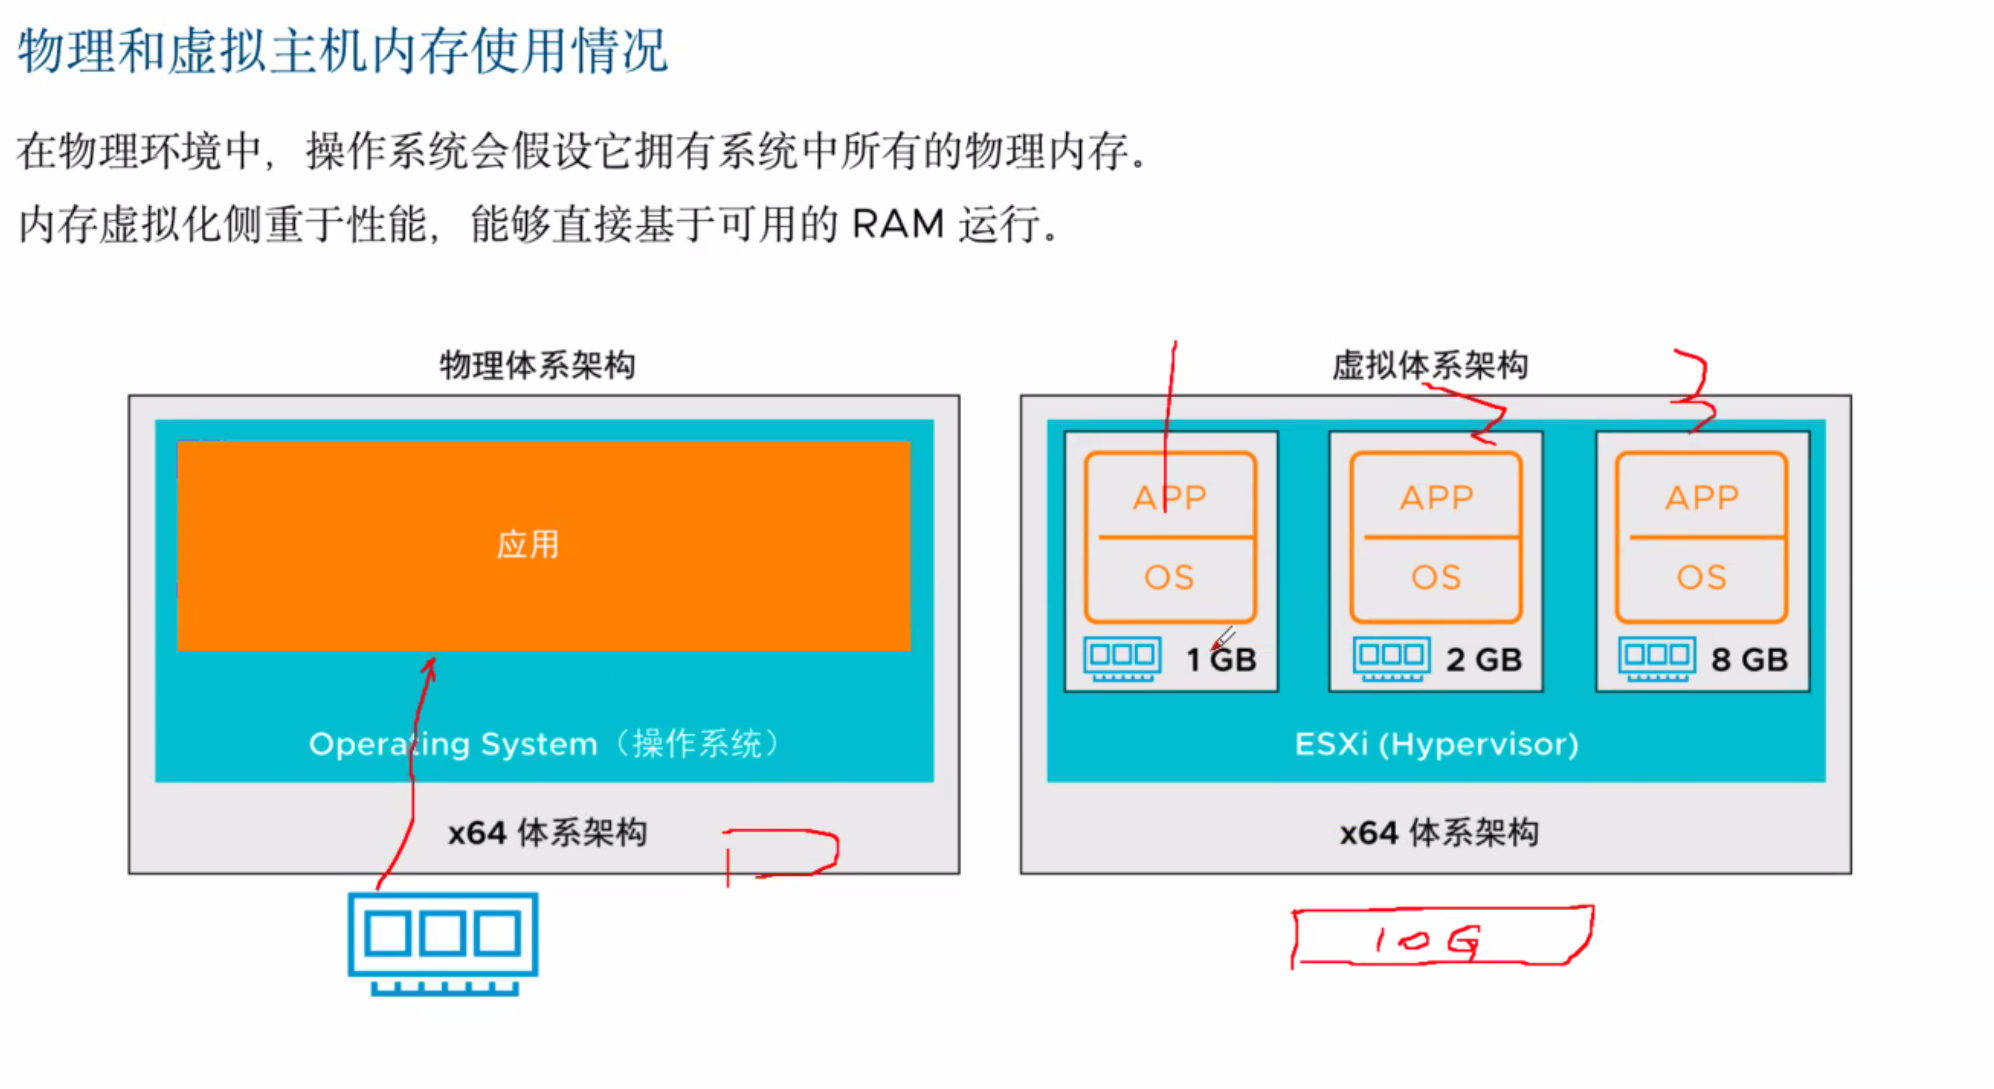 物理和虚拟主机内存使用情况
在物理环境中，操作系统会假设它拥有系统中所有的物理内存。
内存虚拟化侧重于性能，能够直接基于可用的 RAM 运行。
物理体系架构
应用
Operating System（操作系统）
x64 体系架构
虚拟体系架构
1 2 3
APP APP APP
OS OS OS
1 GB 2 GB 8 GB
ESXi (Hypervisor)
x64 体系架构
10G